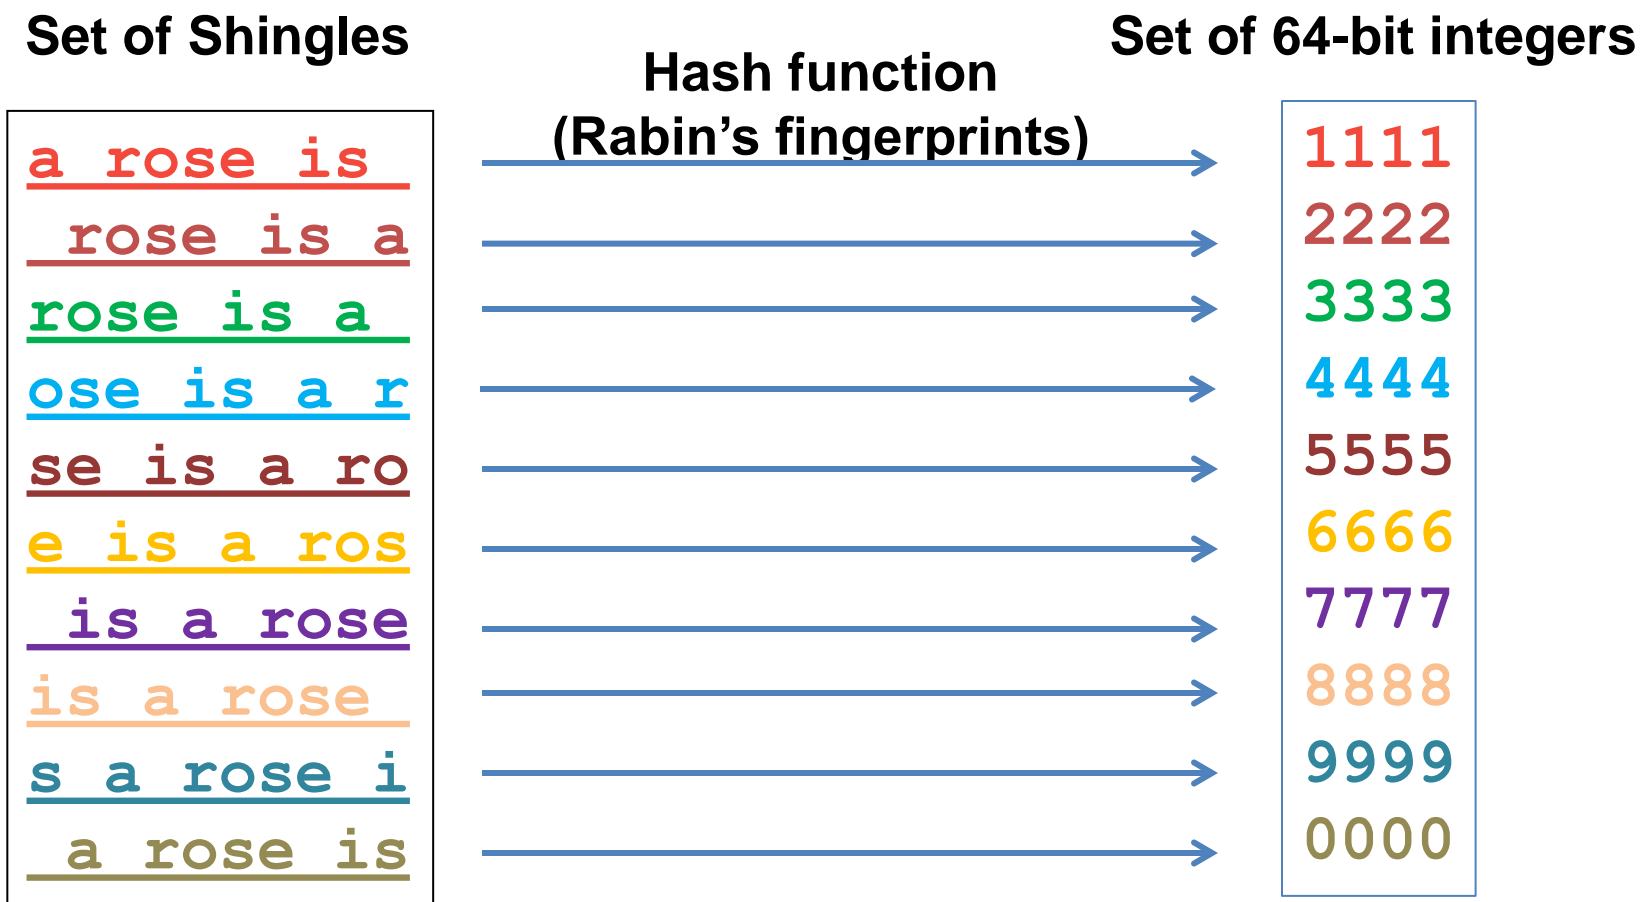 Set of Shingles
Hash function
(Rabin’s fingerprints)
Set of 64-bit integers
a rose is 
 rose is a
rose is a 
ose is a r
se is a ro
e is a ros
 is a rose
is a rose 
s a rose i
 a rose is
1111
2222
3333
4444
5555
6666
7777
8888
9999
0000